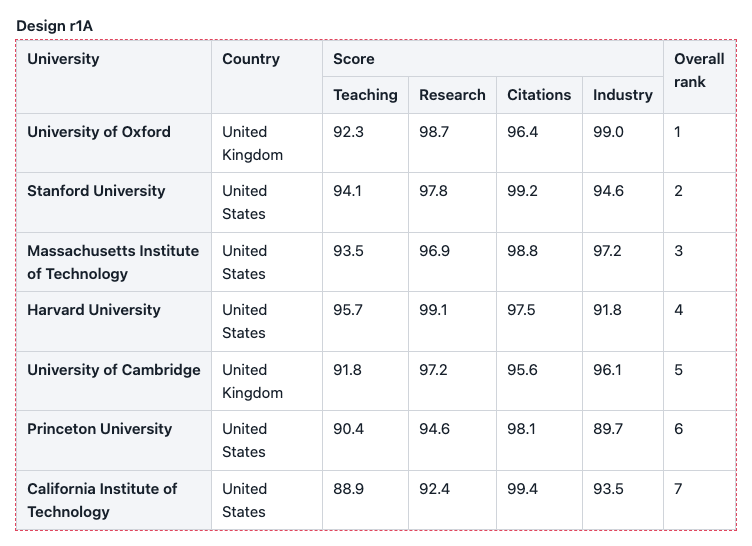 Design r1A
University Country Score Overall
rank
Teaching Research Citations Industry
University of Oxford United
Kingdom 92.3 98.7 96.4 99.0 1
Stanford University United
States 94.1 97.8 99.2 94.6 2
Massachusetts Institute
of Technology United
States 93.5 96.9 98.8 97.2 3
Harvard University United
States 95.7 99.1 97.5 91.8 4
University of Cambridge United
Kingdom 91.8 97.2 95.6 96.1 5
Princeton University United
States 90.4 94.6 98.1 89.7 6
California Institute of
Technology United
States 88.9 92.4 99.4 93.5 7